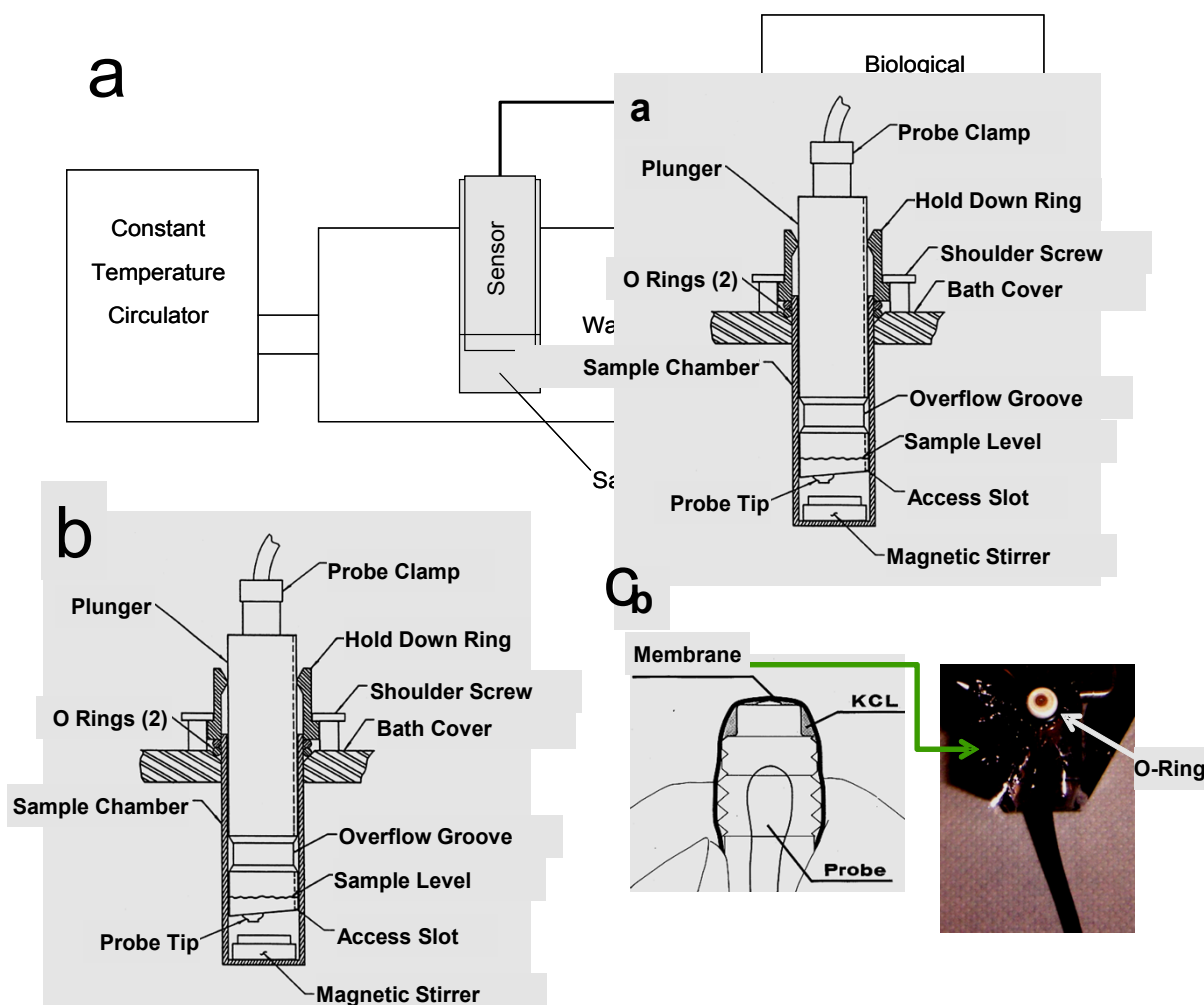 a
Biological
Constant
Temperature
Circulator
Sensor
Wa
Sa
a
Probe Clamp
Plunger
Hold Down Ring
Shoulder Screw
O Rings (2)
Bath Cover
Sample Chamber
Overflow Groove
Sample Level
Probe Tip
Access Slot
Magnetic Stirrer
b
Probe Clamp
Plunger
Hold Down Ring
Shoulder Screw
O Rings (2)
Bath Cover
Sample Chamber
Overflow Groove
Sample Level
Probe Tip
Access Slot
Magnetic Stirrer
C
b
Membrane
KCL
O-Ring
Probe